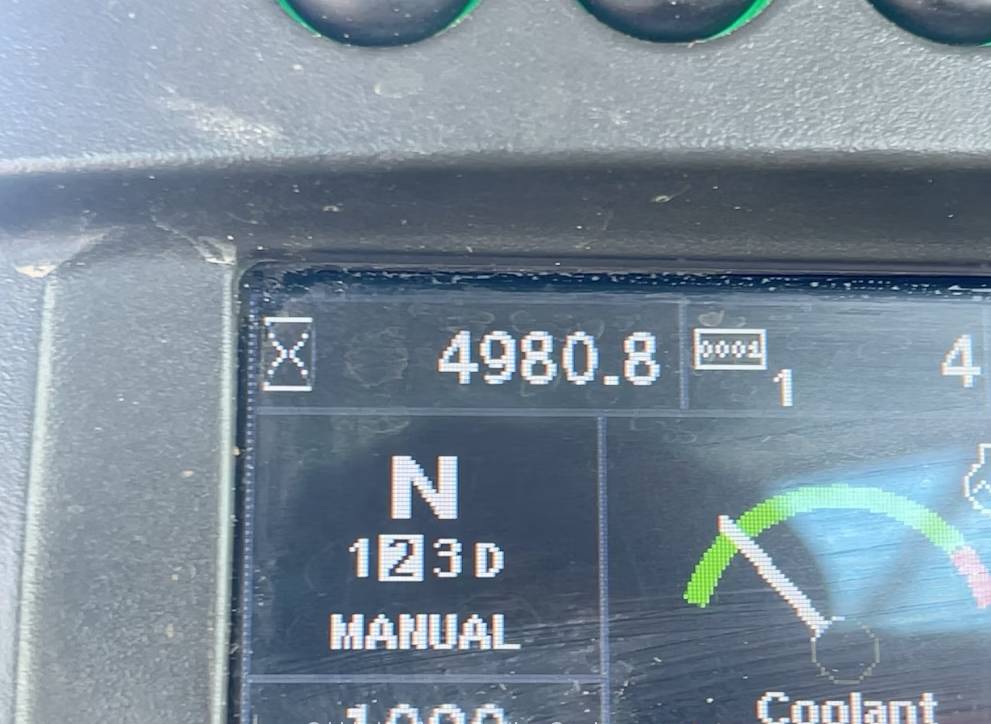 4980.8
0001
1
4
N
1 2 3 D
MANUAL
Coolant